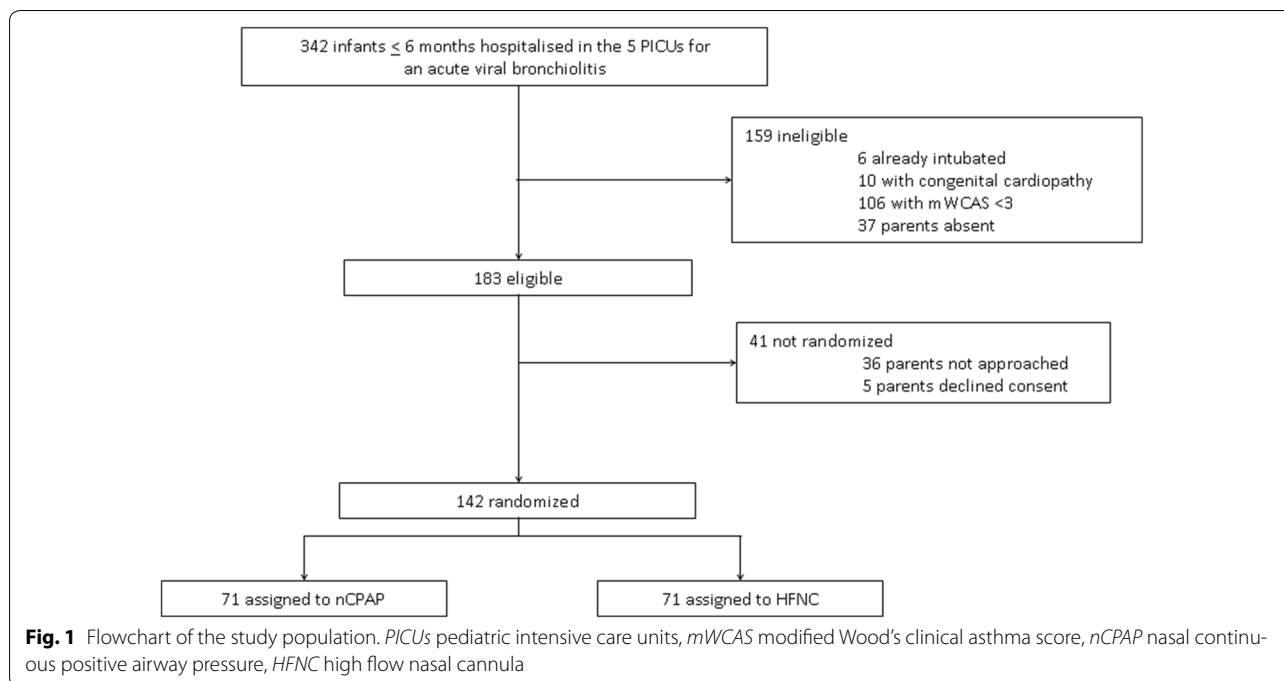 342 infants ≤ 6 months hospitalised in the 5 PICUs for
an acute viral bronchiolitis
159 ineligible
6 already intubated
10 with congenital cardiopathy
106 with mWCAS <3
37 parents absent
183 eligible
41 not randomized
36 parents not approached
5 parents declined consent
142 randomized
71 assigned to nCPAP
71 assigned to HFNC
Fig. 1 Flowchart of the study population. PICUs pediatric intensive care units, mWCAS modified Wood's clinical asthma score, nCPAP nasal continu-
ous positive airway pressure, HFNC high flow nasal cannula